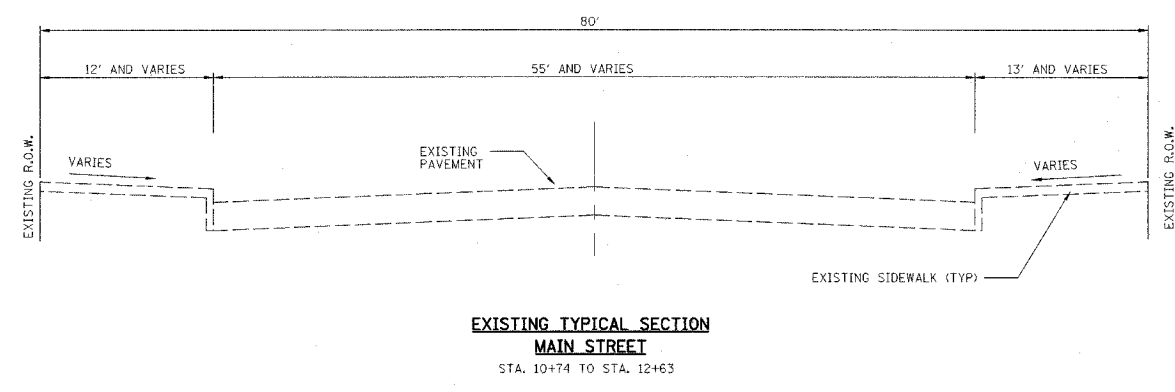 80'
12' AND VARIES
55' AND VARIES
13' AND VARIES
EXISTING R.O.W.
VARIES
EXISTING
PAVEMENT
VARIES
EXISTING R.O.W.
EXISTING SIDEWALK (TYP)
EXISTING TYPICAL SECTION
MAIN STREET
STA. 10+74 TO STA. 12+63